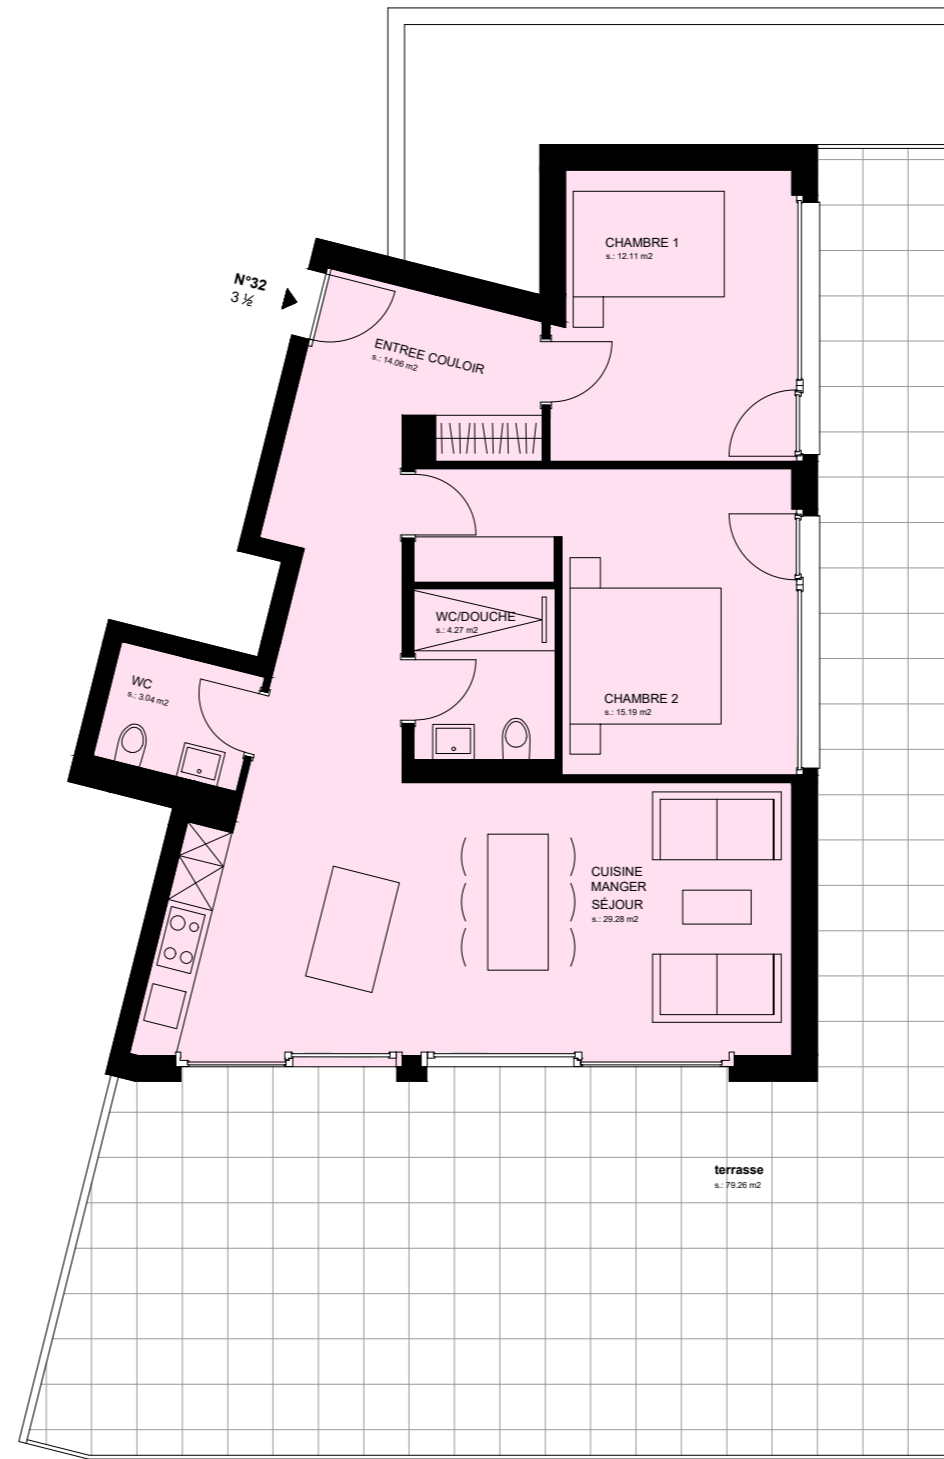 CHAMBRE 1
s.: 12.11 m2
N°32
3 ½
ENTREE COULOIR
s.: 14.06 m2
WC/DOUCHE
s.: 4.27 m2
WC
s.: 3.04 m2
CHAMBRE 2
s.: 15.19 m2
CUISINE
MANGER
SÉJOUR
s.: 29.28 m2
terrasse
s.: 79.26 m2